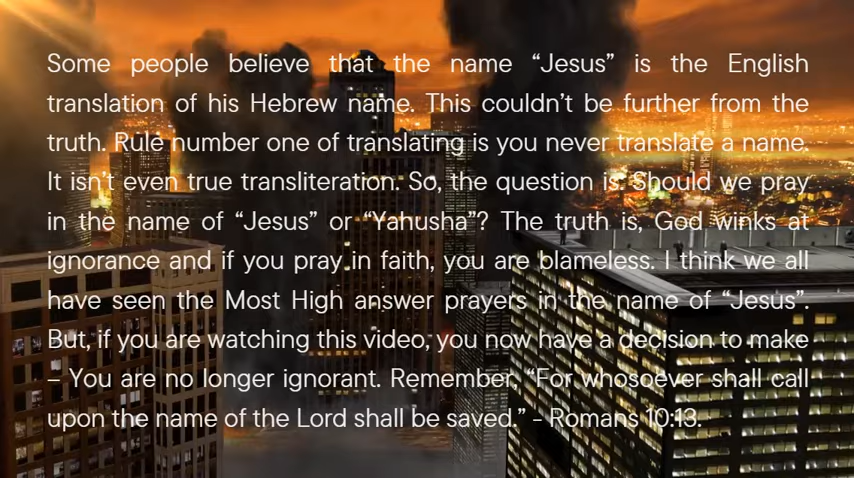 Some people believe that the name “Jesus” is the English
translation of his Hebrew name. This couldn’t be further from the
truth. Rule number one of translating is you never translate a name.
It isn’t even true transliteration. So, the question is: Should we pray
in the name of “Jesus” or “Yahusha”? The truth is, God winks at
ignorance and if you pray in faith, you are blameless. I think we all
have seen the Most High answer prayers in the name of “Jesus”.
But, if you are watching this video, you now have a decision to make
– You are no longer ignorant. Remember, “For whosoever shall call
upon the name of the Lord shall be saved.” - Romans 10:13.